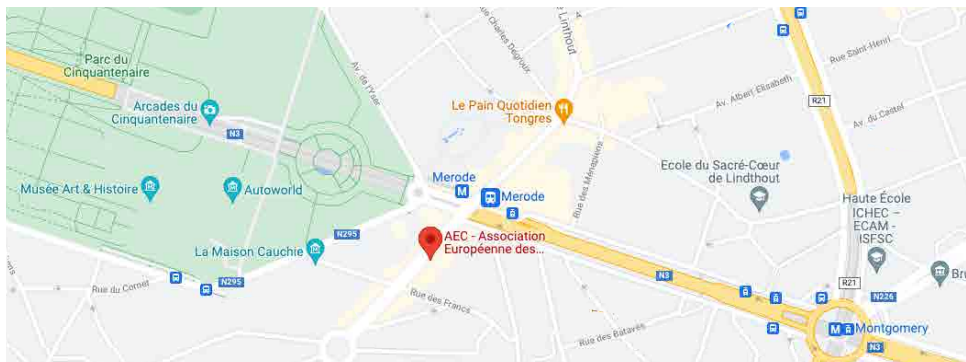 Lindthout
Rue Charles Degroux
Rue Saint-Henri
Parc du
Cinquantenaire
Av. de l'Yser
R21
Av. Albert Elisabeth
Le Pain Quotidien
Tongres
Arcades du
Cinquantenaire
N3
Av. du Castel
Ecole du Sacré-Cœur
de Lindthout
Rue des Ménapiens
Merode
M
Merode
Musée Art & Histoire
Autoworld
Haute École
ICHEC –
ECAM -
ISFSC
R21
N295
AEC - Association
Européenne des...
La Maison Cauchie
N295
N3
Rue du Cornet
Rue des Francs
N226
Bru
Rue des Bataves
M
Montgomery
N3